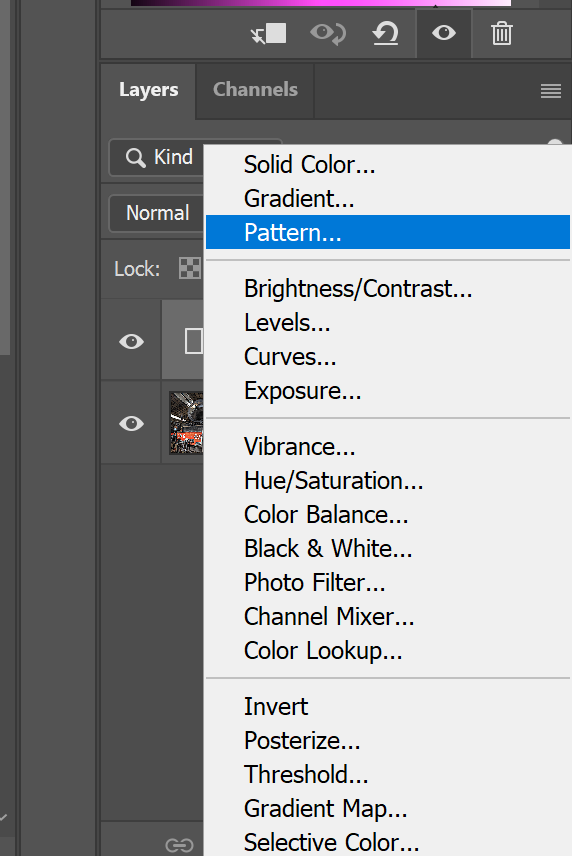 Layers
Channels
Kind
Normal
Lock:
Solid Color...
Gradient...
Pattern...
Brightness/Contrast...
Levels...
Curves...
Exposure...
Vibrance...
Hue/Saturation...
Color Balance...
Black & White...
Photo Filter...
Channel Mixer...
Color Lookup...
Invert
Posterize...
Threshold...
Gradient Map...
Selective Color...